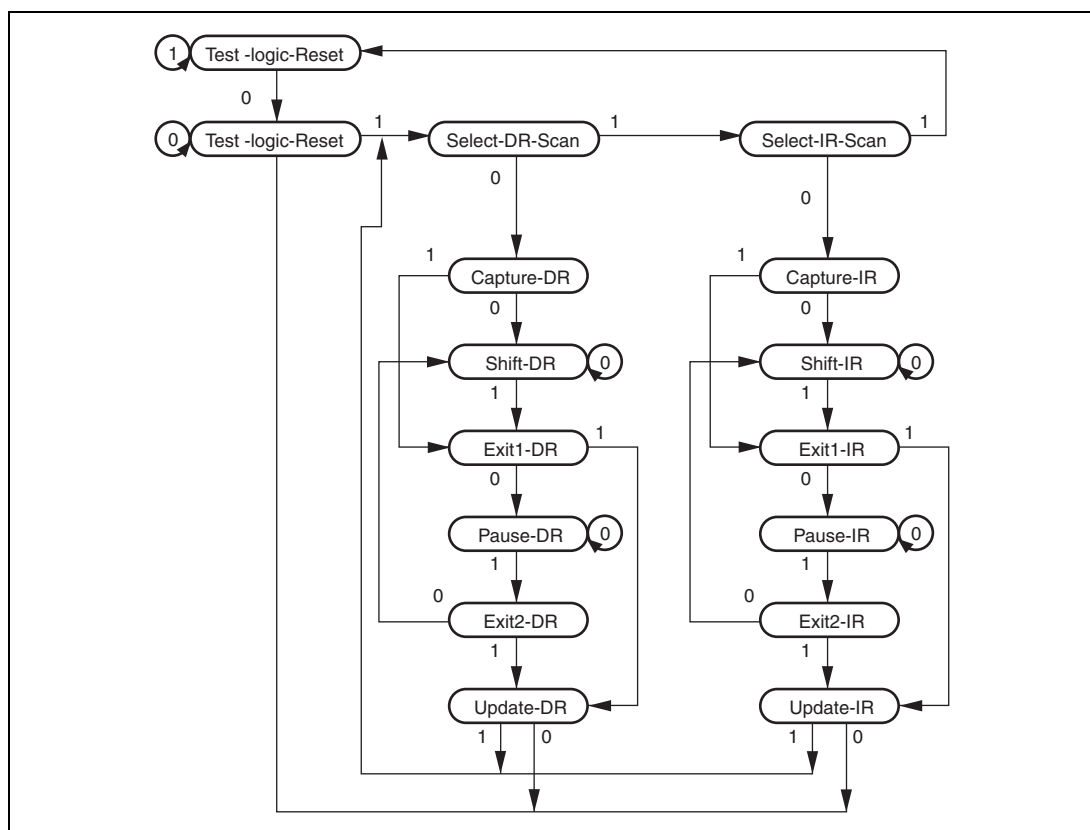 1 Test -logic-Reset
0
0 Test -logic-Reset 1 Select-DR-Scan 1 Select-IR-Scan 1
0 0
1 Capture-DR 1 Capture-IR
0 0
Shift-DR 0 Shift-IR 0
1 1
Exit1-DR 1 Exit1-IR 1
0 0
Pause-DR 0 Pause-IR 0
1 1
0 Exit2-DR 0 Exit2-IR
1 1
Update-DR Update-IR
1 0 1 0